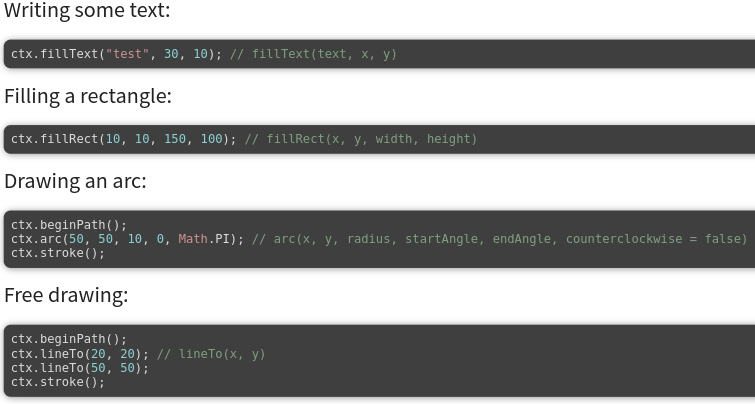 Writing some text:
ctx.fillText("test", 30, 10); // fillText(text, x, y)
Filling a rectangle:
ctx.fillRect(10, 10, 150, 100); // fillRect(x, y, width, height)
Drawing an arc:
ctx.beginPath();
ctx.arc(50, 50, 10, 0, Math.PI); // arc(x, y, radius, startAngle, endAngle, counterclockwise = false)
ctx.stroke();
Free drawing:
ctx.beginPath();
ctx.lineTo(20, 20); // lineTo(x, y)
ctx.lineTo(50, 50);
ctx.stroke();